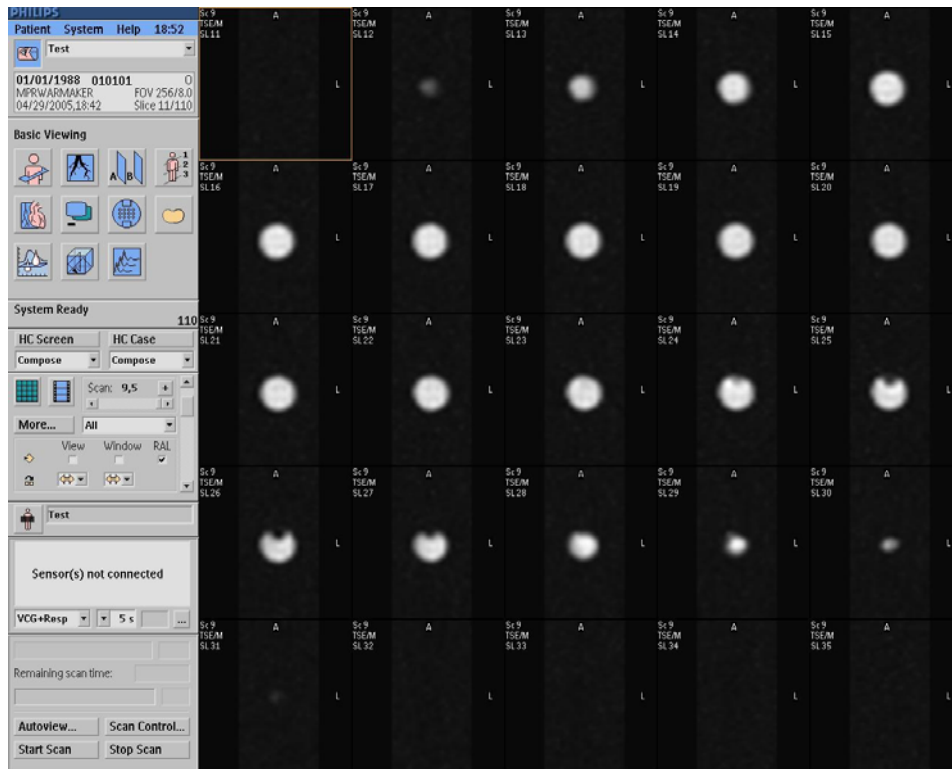 PHILIPS
Patient System Help 18:52
Test
01/01/1988 010101 O
MPRWARMAKER FOV 256/8.0
04/29/2005,18:42 Slice 11/110
Basic Viewing
A B 1 2 3
System Ready
110
HC Screen HC Case
Compose Compose
Scan: 9,5 +
More... All
View Window RAL
Test
Sensor(s) not connected
VCG+Resp 5 s ...
Remaining scan time:
Autoview... Scan Control...
Start Scan Stop Scan
Sc 9 A Sc 9 A Sc 9 A Sc 9 A Sc 9 A
TSE/M TSE/M TSE/M TSE/M TSE/M
SL11 SL12 SL13 SL14 SL15
L L L L L
Sc 9 A Sc 9 A Sc 9 A Sc 9 A Sc 9 A
TSE/M TSE/M TSE/M TSE/M TSE/M
SL16 SL17 SL18 SL19 SL20
L L L L L
Sc 9 A Sc 9 A Sc 9 A Sc 9 A Sc 9 A
TSE/M TSE/M TSE/M TSE/M TSE/M
SL21 SL22 SL23 SL24 SL25
L L L L L
Sc 9 A Sc 9 A Sc 9 A Sc 9 A Sc 9 A
TSE/M TSE/M TSE/M TSE/M TSE/M
SL26 SL27 SL28 SL29 SL30
L L L L L
Sc 9 A Sc 9 A Sc 9 A Sc 9 A Sc 9 A
TSE/M TSE/M TSE/M TSE/M TSE/M
SL31 SL32 SL33 SL34 SL35
L L L L L